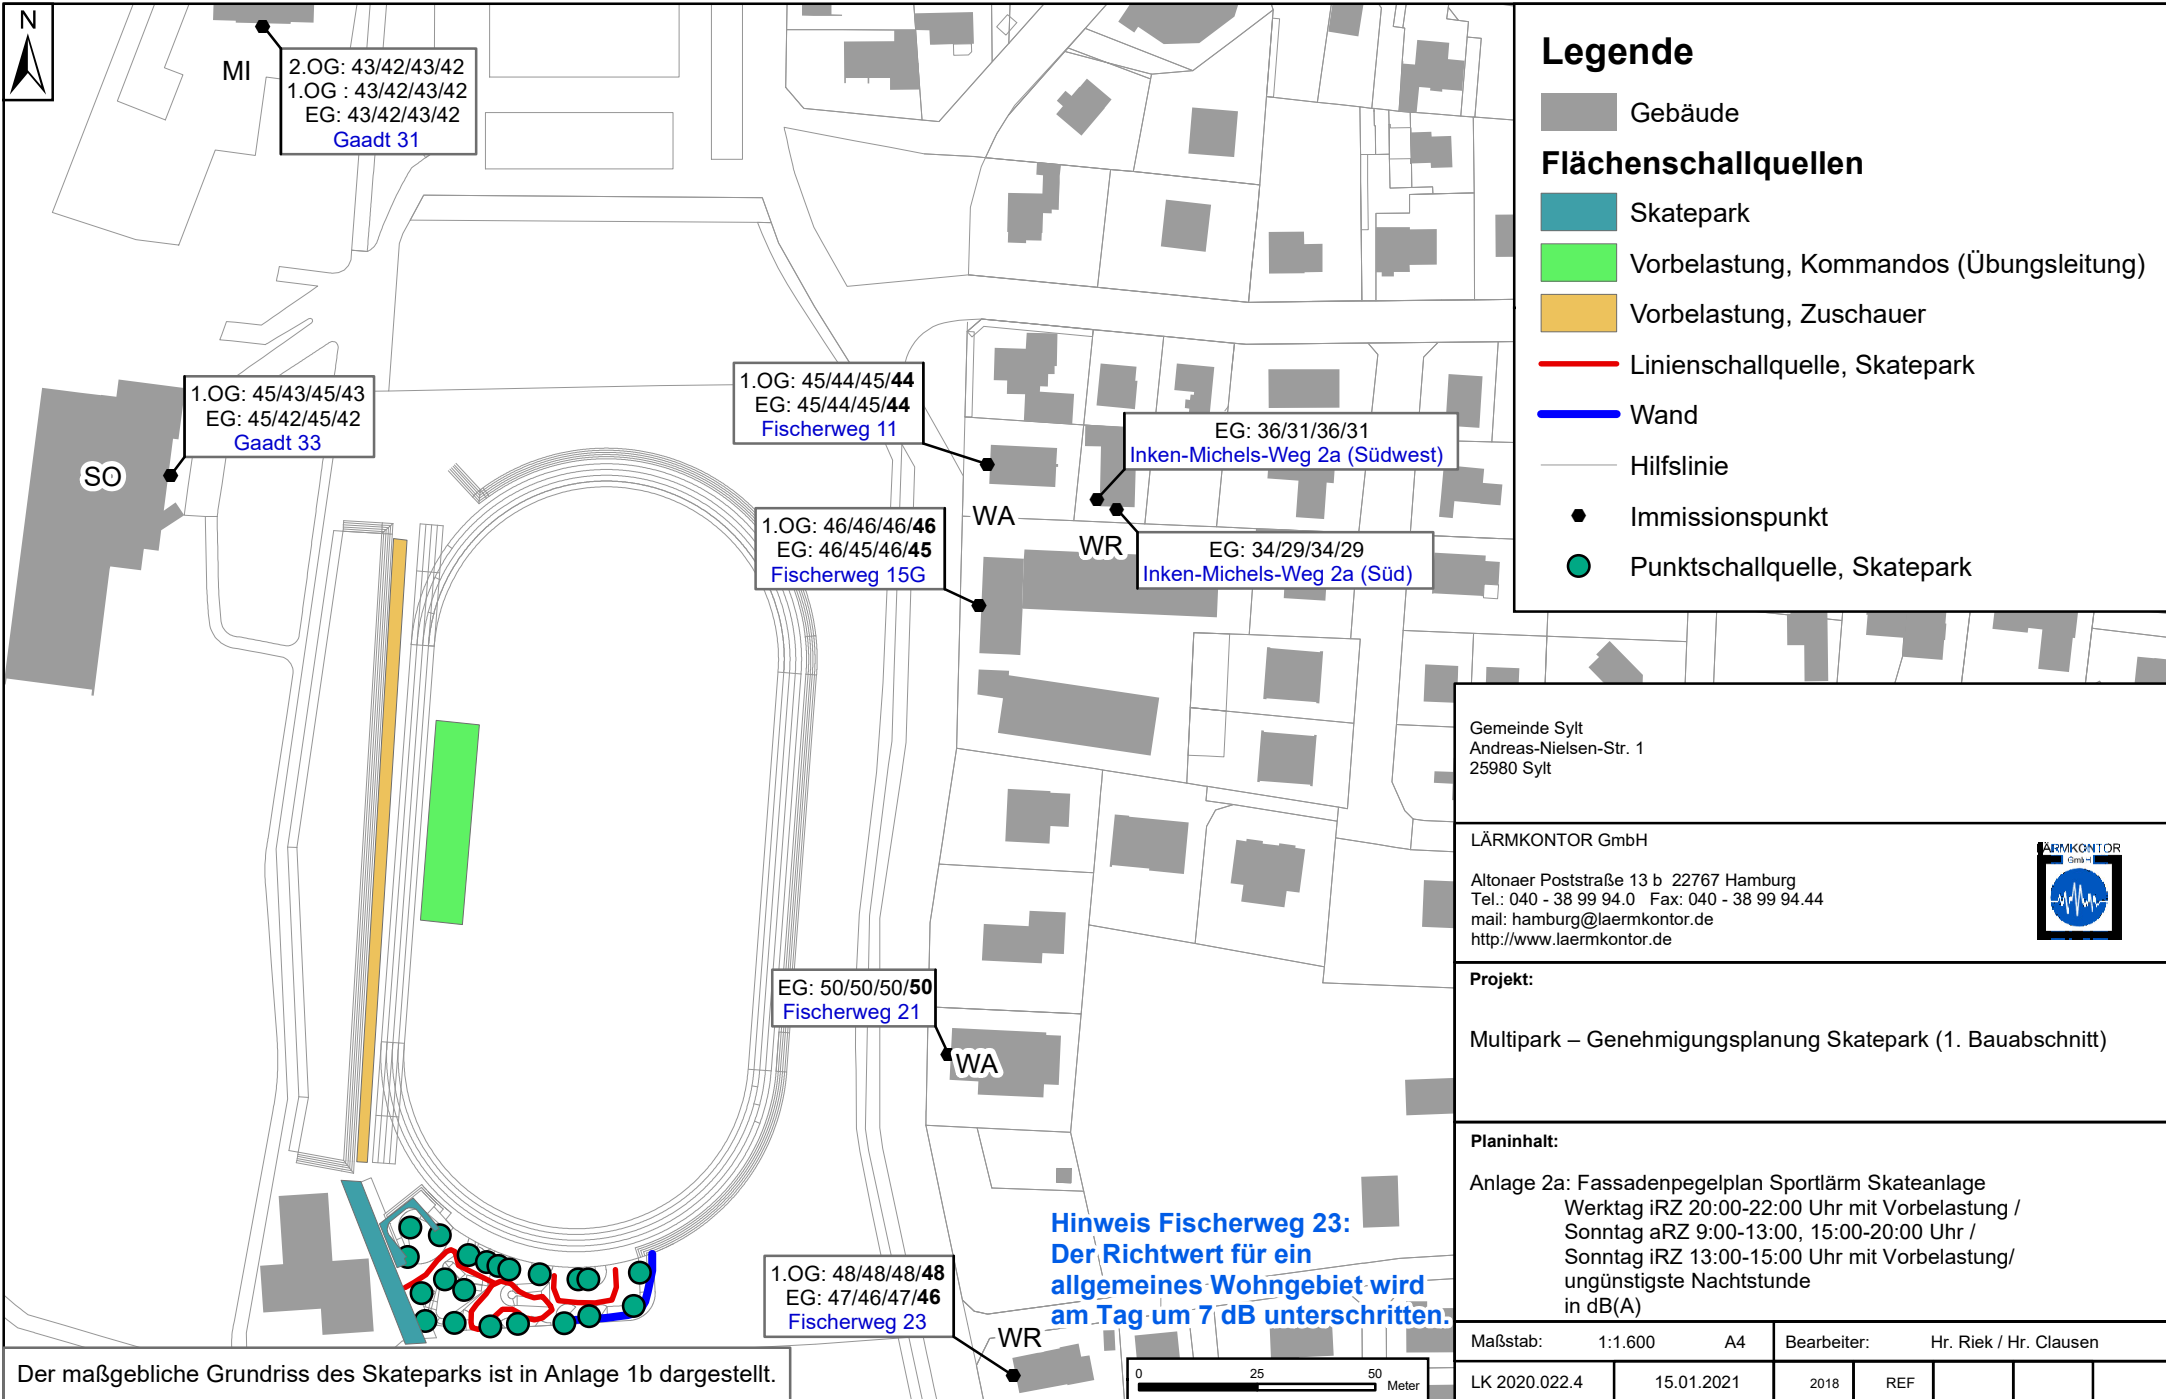 N
MI
2.OG: 43/42/43/42
1.OG : 43/42/43/42
EG: 43/42/43/42
Gaadt 31
1.OG: 45/43/45/43
EG: 45/42/45/42
Gaadt 33
SO
1.OG: 45/44/45/44
EG: 45/44/45/44
Fischerweg 11
EG: 36/31/36/31
Inken-Michels-Weg 2a (Südwest)
WA
WR
1.OG: 46/46/46/46
EG: 46/45/46/45
Fischerweg 15G
EG: 34/29/34/29
Inken-Michels-Weg 2a (Süd)
EG: 50/50/50/50
Fischerweg 21
WA
Hinweis Fischerweg 23:
Der Richtwert für ein
allgemeines Wohngebiet wird
am Tag um 7 dB unterschritten.
1.OG: 48/48/48/48
EG: 47/46/47/46
Fischerweg 23
WR
Der maßgebliche Grundriss des Skateparks ist in Anlage 1b dargestellt.
0 25 50
Meter
Legende
Gebäude
Flächenschallquellen
Skatepark
Vorbelastung, Kommandos (Übungsleitung)
Vorbelastung, Zuschauer
Linienschallquelle, Skatepark
Wand
Hilfslinie
Immissionspunkt
Punktschallquelle, Skatepark
Gemeinde Sylt
Andreas-Nielsen-Str. 1
25980 Sylt
LÄRMKONTOR GmbH
Altonaer Poststraße 13 b 22767 Hamburg
Tel.: 040 - 38 99 94.0 Fax: 040 - 38 99 94.44
mail: hamburg@laermkontor.de
http://www.laermkontor.de
LÄRMKONTOR
GmbH
Projekt:
Multipark – Genehmigungsplanung Skatepark (1. Bauabschnitt)
Planinhalt:
Anlage 2a: Fassadenpegelplan Sportlärm Skateanlage
Werktag iRZ 20:00-22:00 Uhr mit Vorbelastung /
Sonntag aRZ 9:00-13:00, 15:00-20:00 Uhr /
Sonntag iRZ 13:00-15:00 Uhr mit Vorbelastung/
ungünstigste Nachtstunde
in dB(A)
Maßstab: 1:1.600 A4 Bearbeiter: Hr. Riek / Hr. Clausen
LK 2020.022.4 15.01.2021 2018 REF